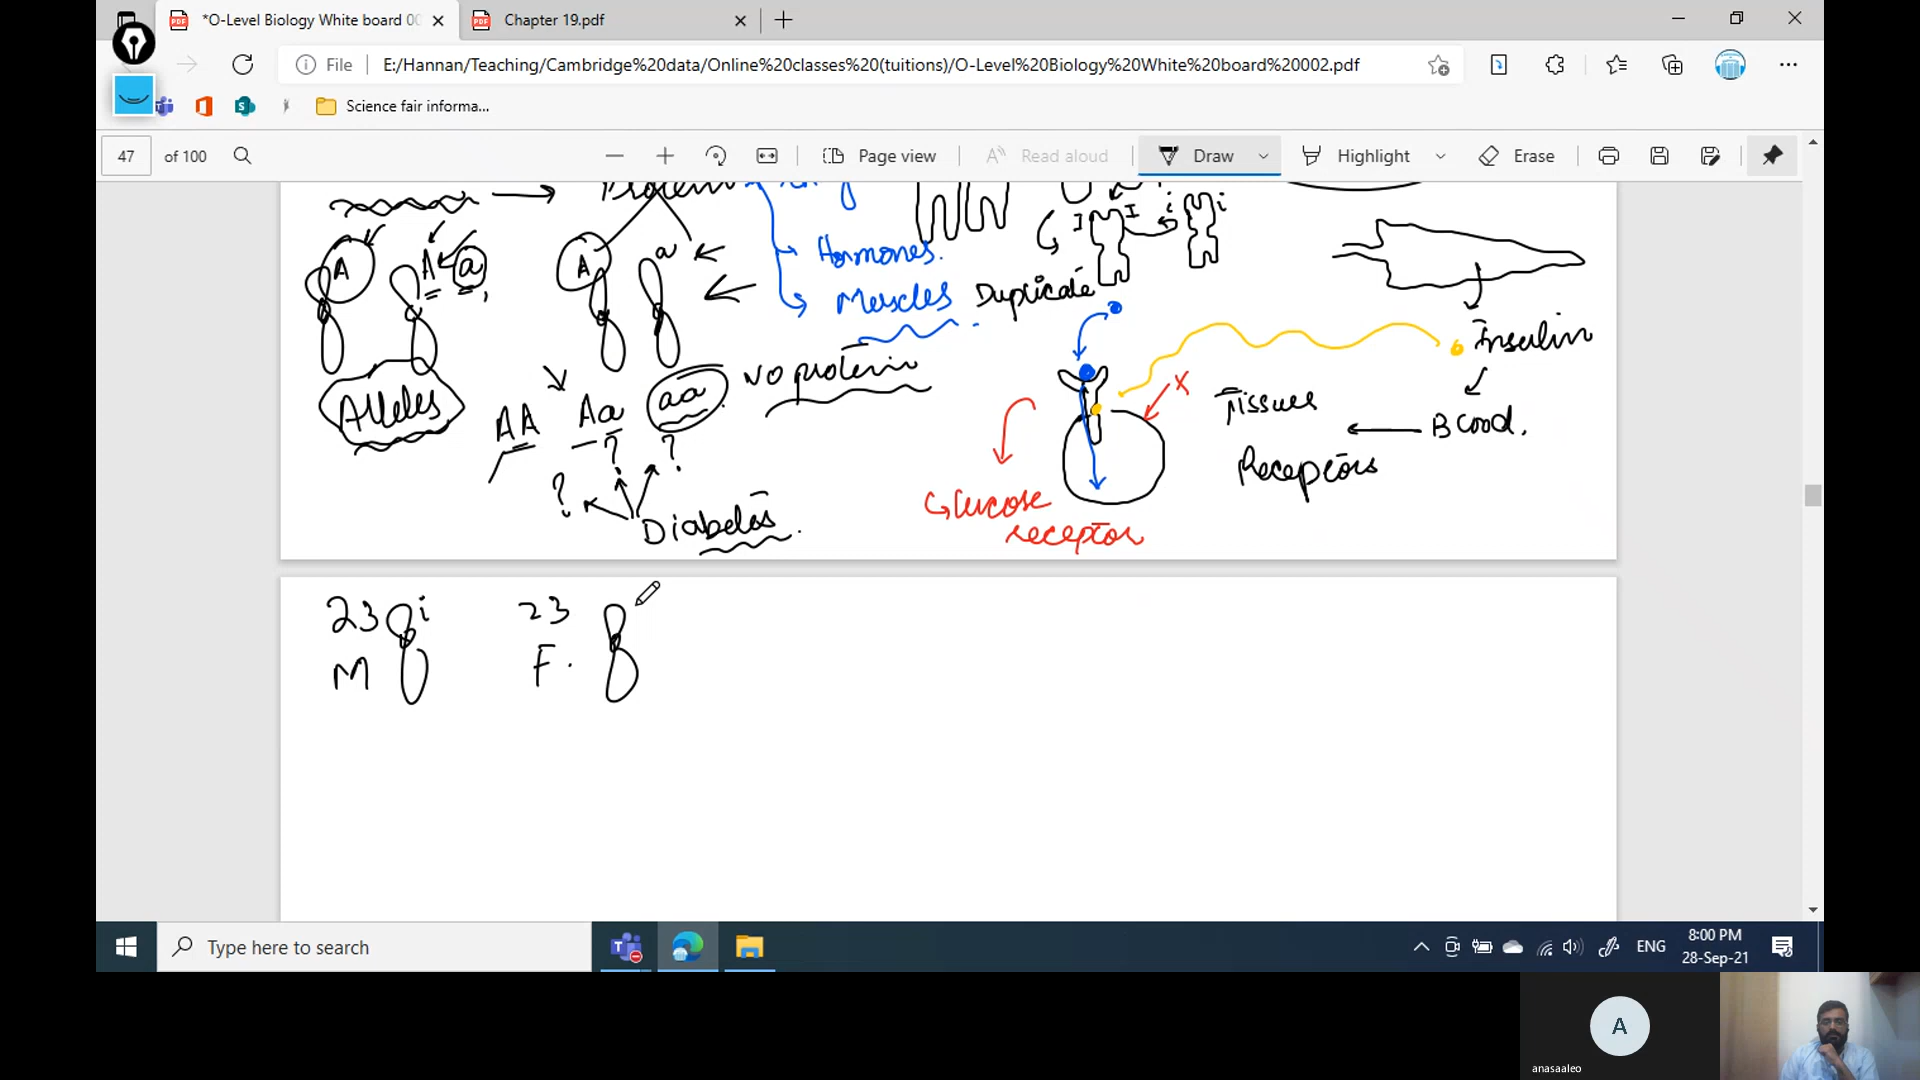 *O-Level Biology White board 00
Chapter 19.pdf
File
E:/Hannan/Teaching/Cambridge%20data/Online%20classes%20(tuitions)/O-Level%20Biology%20White%20board%20002.pdf
Science fair informa...
47 of 100
Page view
Read aloud
Draw
Highlight
Erase
Protein
A A a
A a
Hormones.
Muscles
Duplicate
I I i i
Insulin
Blood.
Tissues
Receptors
X
Glucose
receptor
Alleles
AA Aa aa No protein
? ? ?
Diabetes.
23 i 23
M F.
Type here to search
ENG
8:00 PM
28-Sep-21
A
anasaaleo